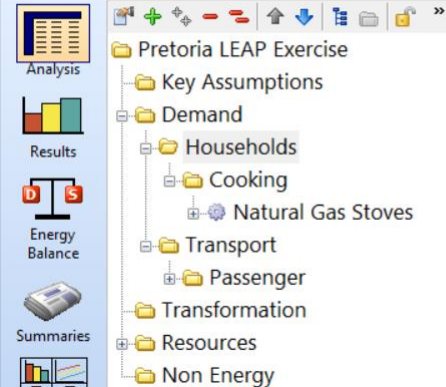 Analysis
Results
D S
Energy
Balance
Summaries
»
Pretoria LEAP Exercise
Key Assumptions
Demand
Households
Cooking
Natural Gas Stoves
Transport
Passenger
Transformation
Resources
Non Energy